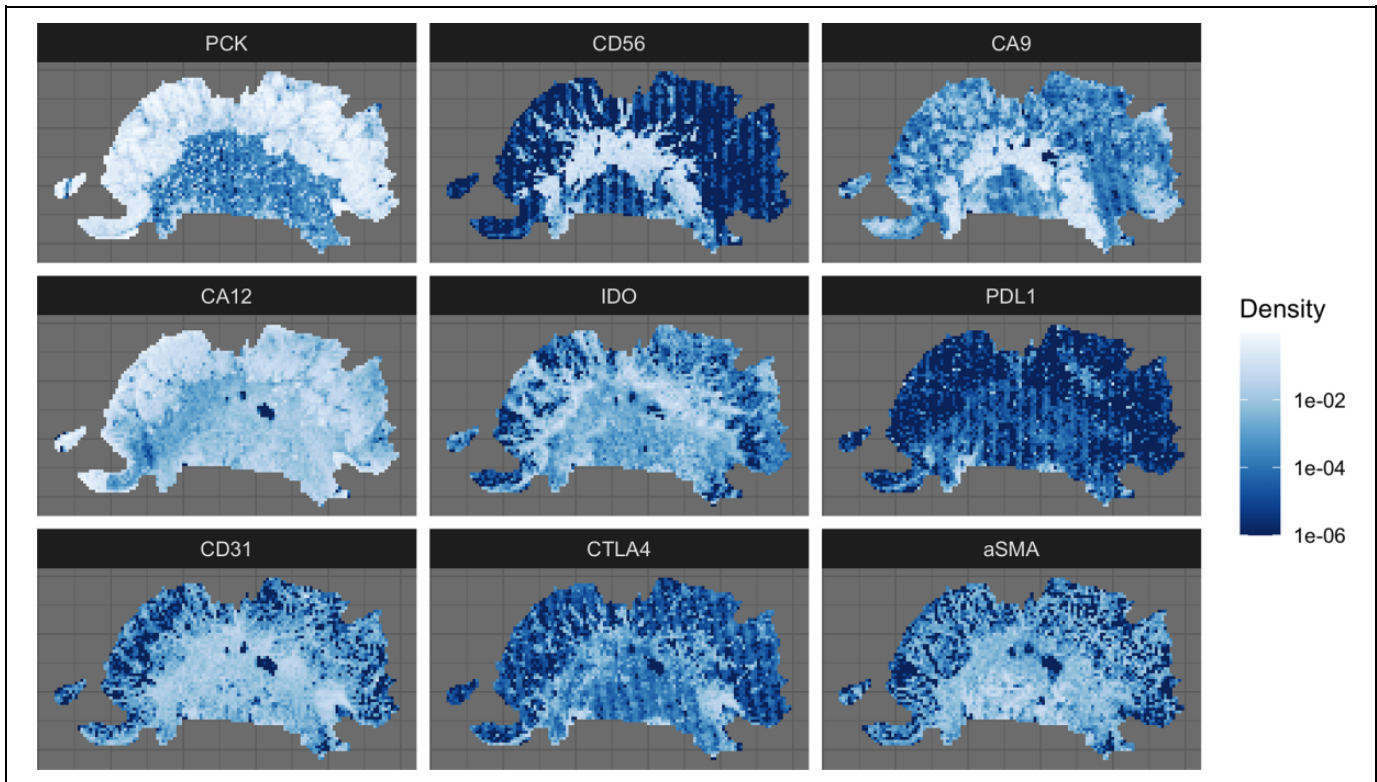 PCK CD56 CA9
CA12 IDO PDL1
Density
1e-02
1e-04
1e-06
CD31 CTLA4 aSMA